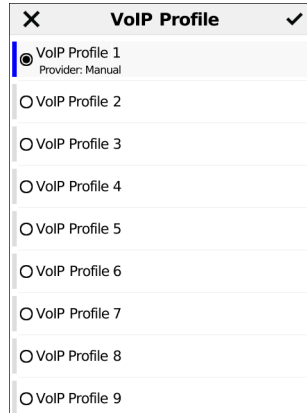 VoIP Profile
VoIP Profile 1
Provider: Manual
VoIP Profile 2
VoIP Profile 3
VoIP Profile 4
VoIP Profile 5
VoIP Profile 6
VoIP Profile 7
VoIP Profile 8
VoIP Profile 9